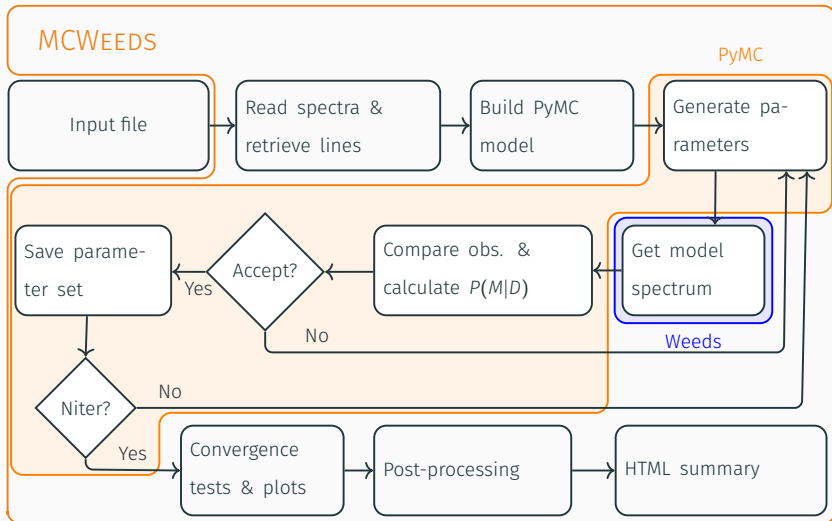 MCWEEDS
PyMC
Input file
Read spectra &
retrieve lines
Build PyMC
model
Generate pa-
rameters
Save parame-
ter set
Accept?
Yes
No
Compare obs. &
calculate P(M|D)
Get model
spectrum
Weeds
Niter?
No
Yes
Convergence
tests & plots
Post-processing
HTML summary